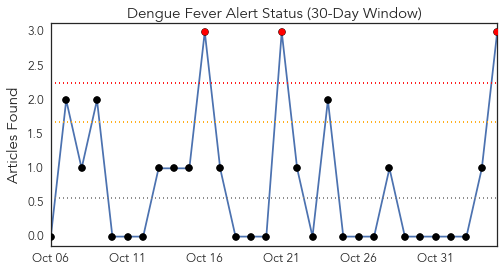 Dengue Fever Alert Status (30-Day Window)
Articles Found
3.0
2.5
2.0
1.5
1.0
0.5
0.0
Oct 06 Oct 11 Oct 16 Oct 21 Oct 26 Oct 31